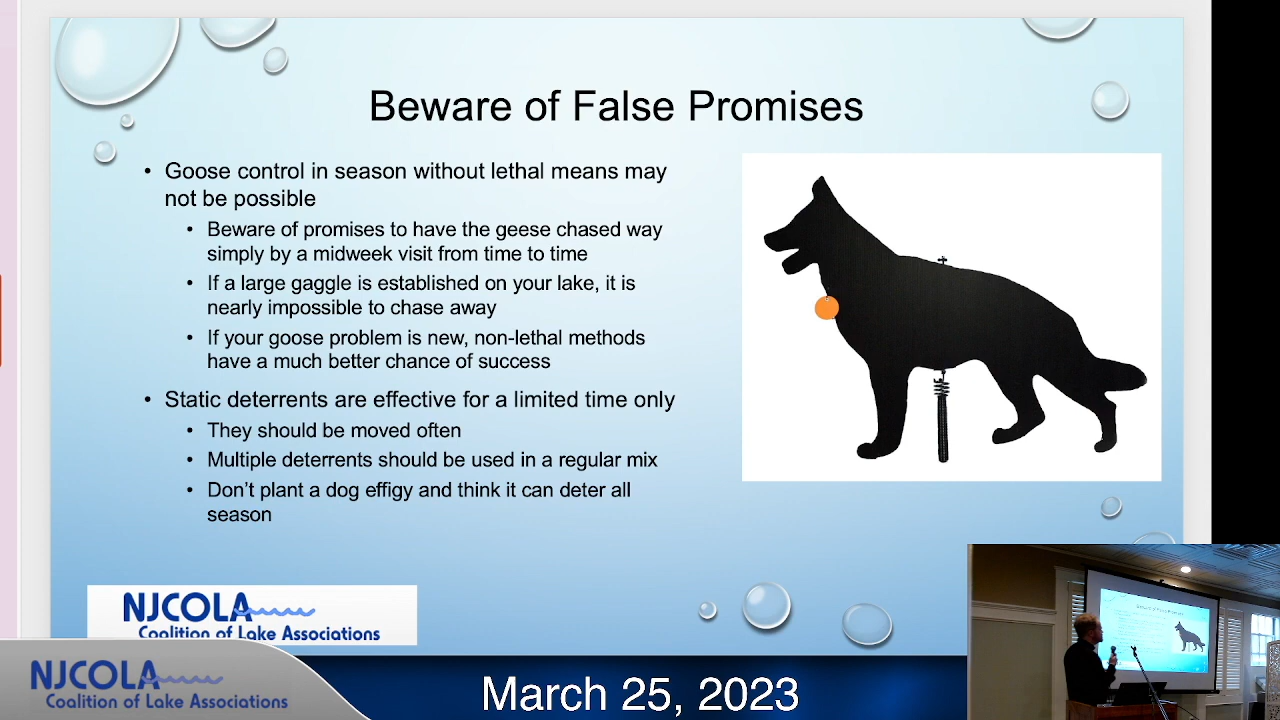 Beware of False Promises
• Goose control in season without lethal means may
not be possible
• Beware of promises to have the geese chased way
simply by a midweek visit from time to time
• If a large gaggle is established on your lake, it is
nearly impossible to chase away
• If your goose problem is new, non-lethal methods
have a much better chance of success
• Static deterrents are effective for a limited time only
• They should be moved often
• Multiple deterrents should be used in a regular mix
• Don't plant a dog effigy and think it can deter all
season
NJCOLA
Coalition of Lake Associations
NJCOLA
Coalition of Lake Associations
March 25, 2023